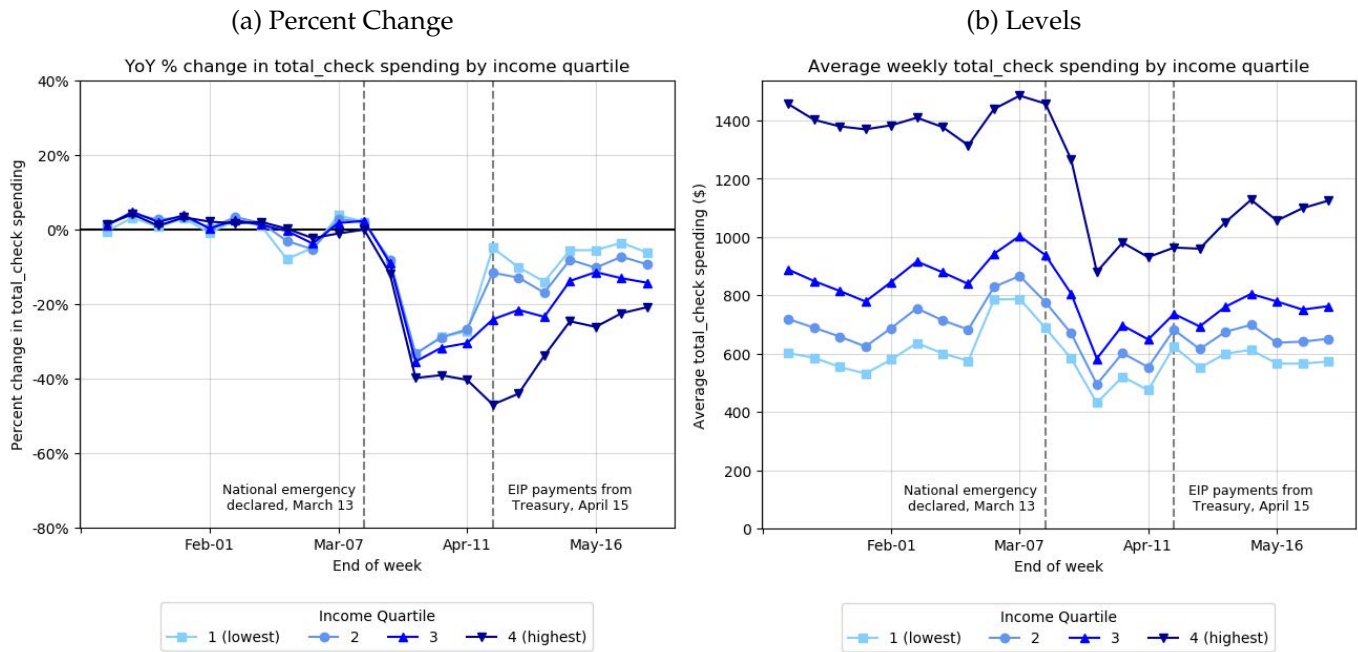 (a) Percent Change
YoY % change in total_check spending by income quartile
Percent change in total_check spending
40%
20%
0%
-20%
-40%
-60%
-80%
National emergency
declared, March 13
EIP payments from
Treasury, April 15
Feb-01
Mar-07
Apr-11
May-16
End of week
Income Quartile
1 (lowest)
2
3
4 (highest)
(b) Levels
Average weekly total_check spending by income quartile
Average total_check spending ($)
1400
1200
1000
800
600
400
200
0
National emergency
declared, March 13
EIP payments from
Treasury, April 15
Feb-01
Mar-07
Apr-11
May-16
End of week
Income Quartile
1 (lowest)
2
3
4 (highest)